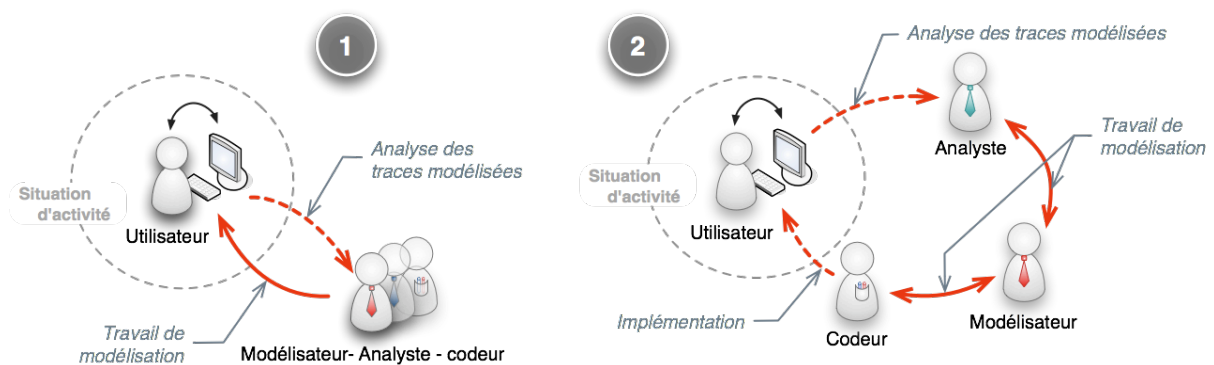 1
Analyse des
traces modélisées
Situation
d'activité
Utilisateur
Travail de
modélisation
Modélisateur- Analyste - codeur
2
Analyse des traces modélisées
Analyste
Travail de
modélisation
Situation
d'activité
Utilisateur
Implémentation
Codeur
Modélisateur